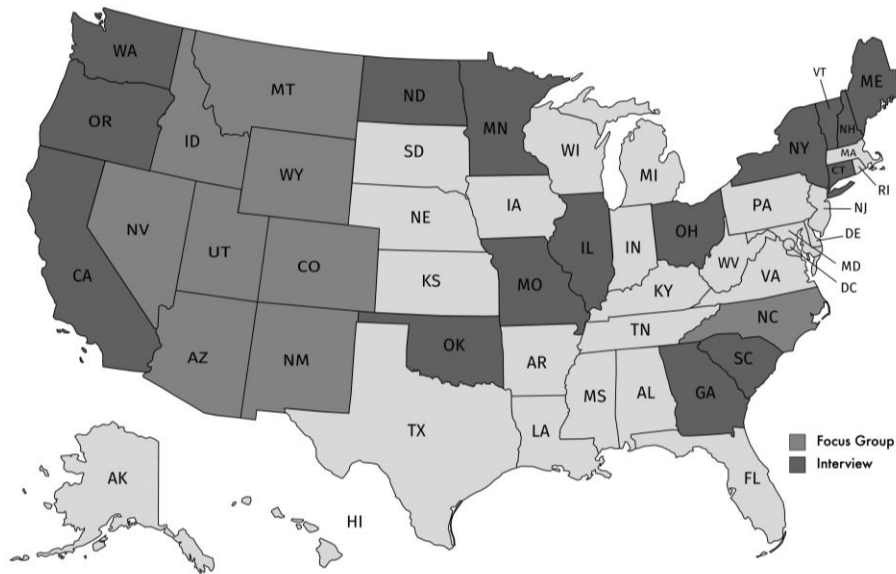 WA
MT
ND
MN
VT
ME
OR
ID
SD
WI
NY
NH
MA
WY
MI
CT
RI
IA
PA
NJ
NV
NE
OH
DE
UT
CO
IL
IN
MD
CA
KS
MO
WV
VA
DC
KY
NC
TN
AZ
NM
OK
AR
SC
MS
AL
GA
TX
LA
Focus Group
Interview
FL
AK
HI